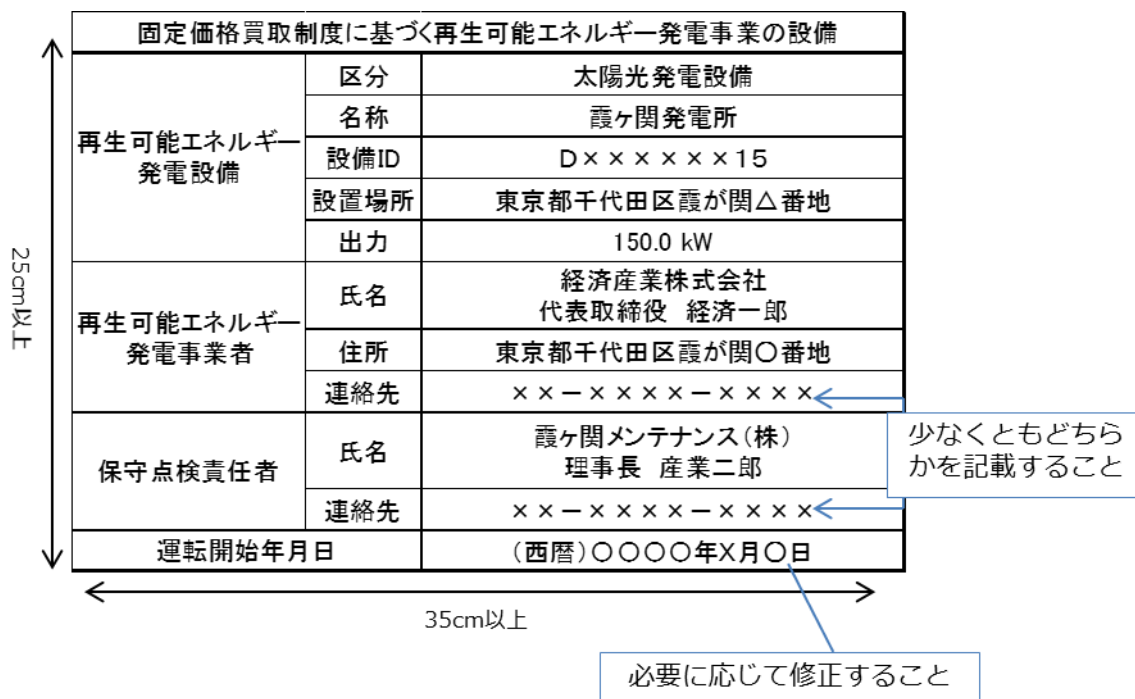 固定価格買取制度に基づく再生可能エネルギー発電事業の設備
再生可能エネルギー
発電設備
区分
太陽光発電設備
名称
霞ヶ関発電所
設備ID
D××××××15
設置場所
東京都千代田区霞が関△番地
出力
150.0 kW
再生可能エネルギー
発電事業者
氏名
経済産業株式会社
代表取締役 経済一郎
住所
東京都千代田区霞が関○番地
連絡先
××－××××－××××
保守点検責任者
氏名
霞ヶ関メンテナンス（株）
理事長 産業二郎
連絡先
××－××××－××××
運転開始年月日
（西暦）○○○○年X月○日
25cm以上
35cm以上
少なくともどちら
かを記載すること
必要に応じて修正すること